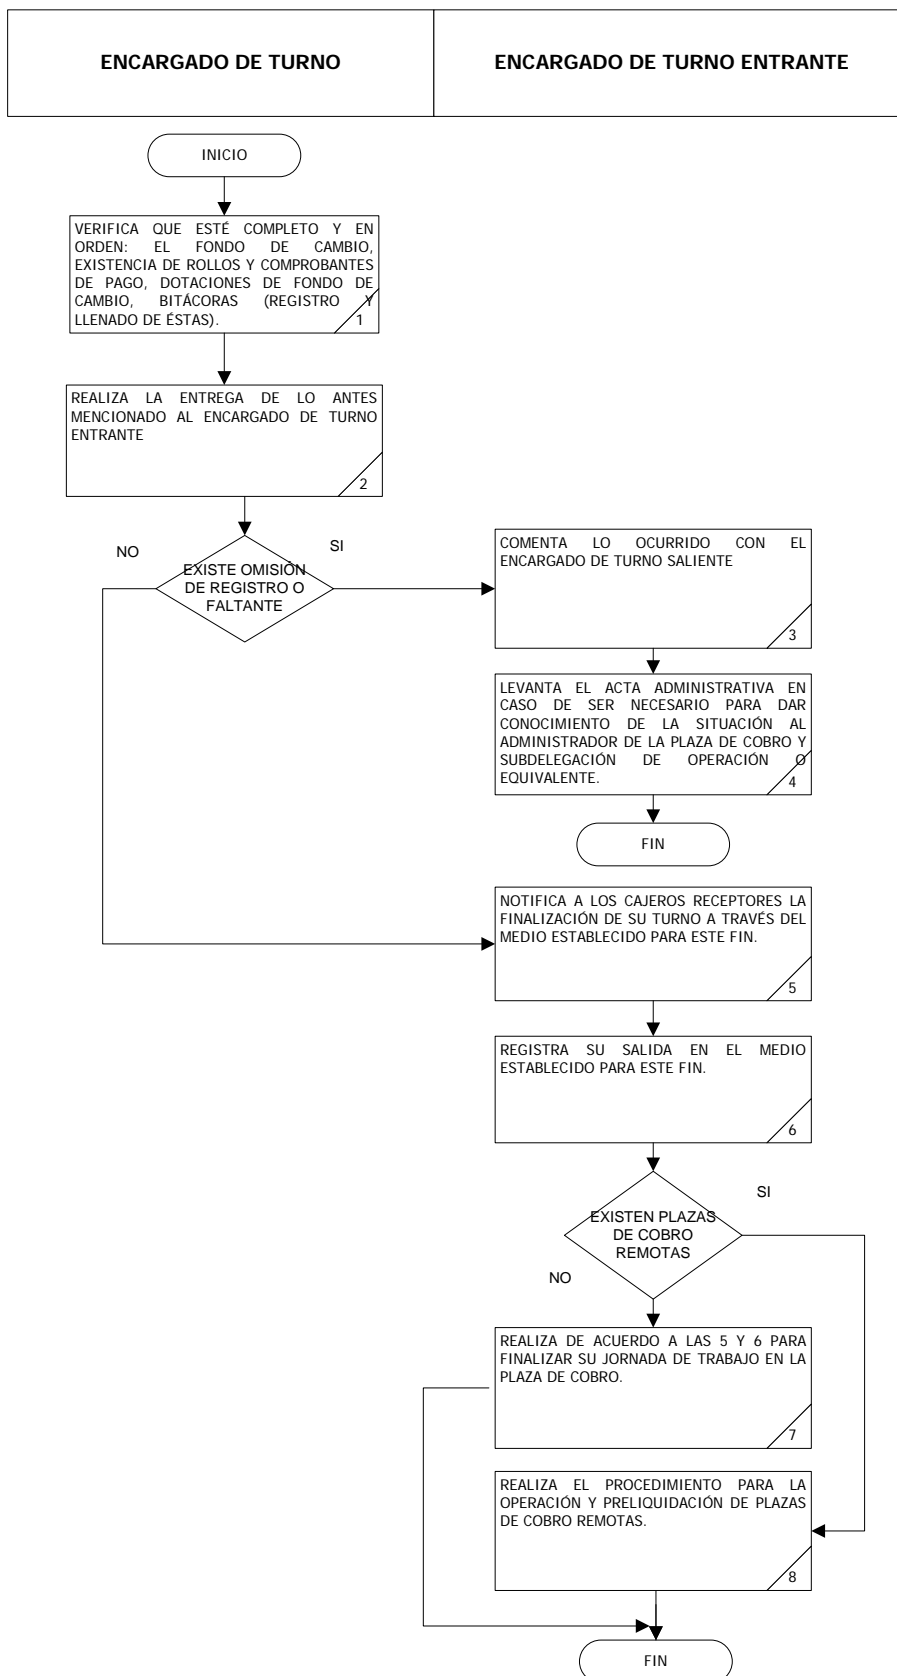 ENCARGADO DE TURNO
ENCARGADO DE TURNO ENTRANTE
INICIO
VERIFICA QUE ESTÉ COMPLETO Y EN
ORDEN: EL FONDO DE CAMBIO,
EXISTENCIA DE ROLLOS Y COMPROBANTES
DE PAGO, DOTACIONES DE FONDO DE
CAMBIO, BITÁCORAS (REGISTRO Y
LLENADO DE ÉSTAS).
1
REALIZA LA ENTREGA DE LO ANTES
MENCIONADO AL ENCARGADO DE TURNO
ENTRANTE
2
NO
SI
EXISTE OMISIÓN
DE REGISTRO O
FALTANTE
COMENTA LO OCURRIDO CON EL
ENCARGADO DE TURNO SALIENTE
3
LEVANTA EL ACTA ADMINISTRATIVA EN
CASO DE SER NECESARIO PARA DAR
CONOCIMIENTO DE LA SITUACIÓN AL
ADMINISTRADOR DE LA PLAZA DE COBRO Y
SUBDELEGACIÓN DE OPERACIÓN O
EQUIVALENTE.
4
FIN
NOTIFICA A LOS CAJEROS RECEPTORES LA
FINALIZACIÓN DE SU TURNO A TRAVÉS DEL
MEDIO ESTABLECIDO PARA ESTE FIN.
5
REGISTRA SU SALIDA EN EL MEDIO
ESTABLECIDO PARA ESTE FIN.
6
SI
EXISTEN PLAZAS
DE COBRO
REMOTAS
NO
REALIZA DE ACUERDO A LAS 5 Y 6 PARA
FINALIZAR SU JORNADA DE TRABAJO EN LA
PLAZA DE COBRO.
7
REALIZA EL PROCEDIMIENTO PARA LA
OPERACIÓN Y PRELIQUIDACIÓN DE PLAZAS
DE COBRO REMOTAS.
8
FIN